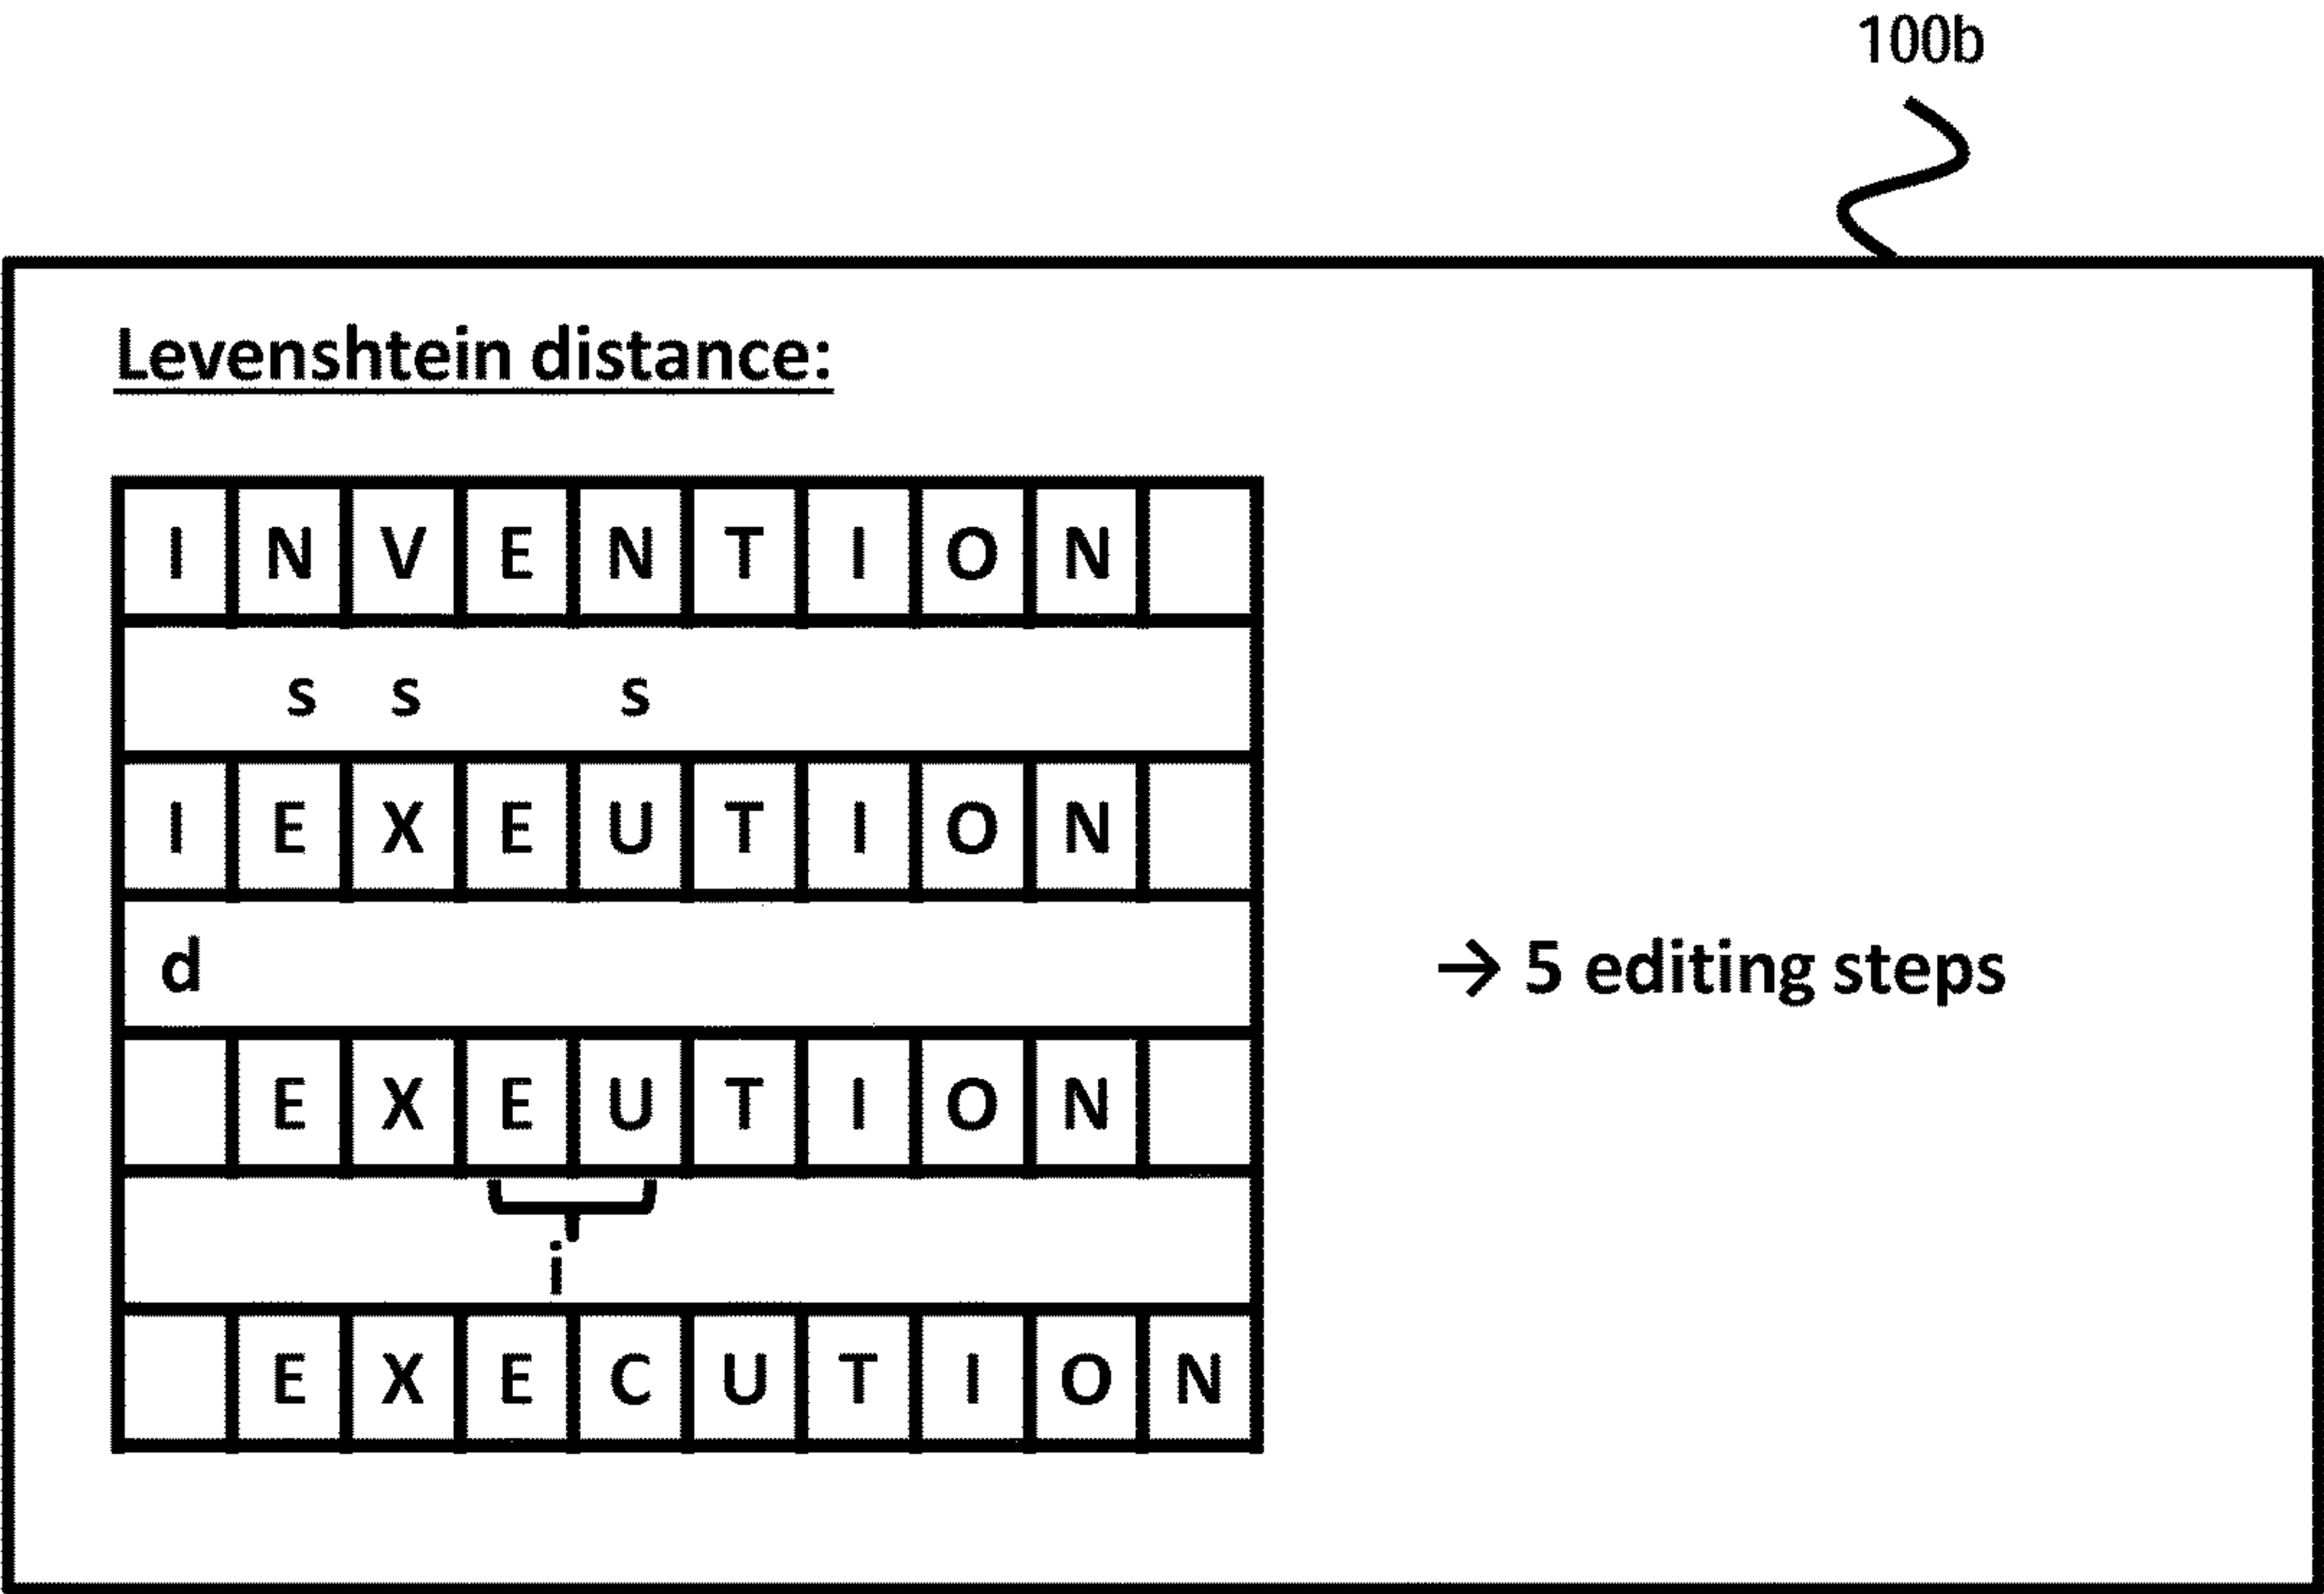 100b
Levenshtein distance:
I N V E N T I O N
s s s
I E X E U T I O N
d
→ 5 editing steps
E X E U T I O N
i
E X E C U T I O N